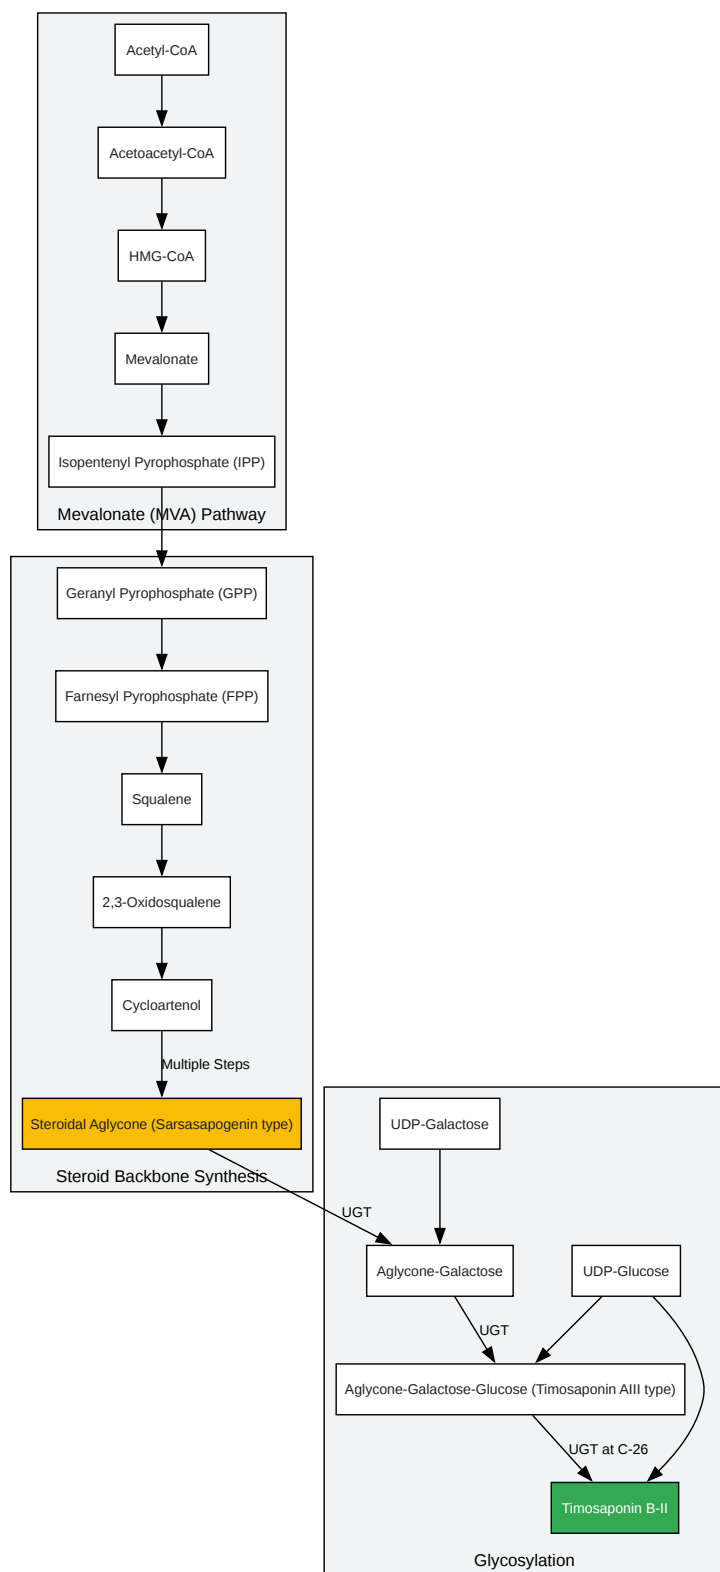 Acetyl-CoA
Acetoacetyl-CoA
HMG-CoA
Mevalonate
Isopentenyl Pyrophosphate (IPP)
Mevalonate (MVA) Pathway
Geranyl Pyrophosphate (GPP)
Farnesyl Pyrophosphate (FPP)
Squalene
2,3-Oxidosqualene
Cycloartenol
Multiple Steps
Steroidal Aglycone (Sarsasapogenin type)
Steroid Backbone Synthesis
UDP-Galactose
UGT
Aglycone-Galactose
UDP-Glucose
UGT
Aglycone-Galactose-Glucose (Timosaponin AIII type)
UGT at C-26
Timosaponin B-II
Glycosylation